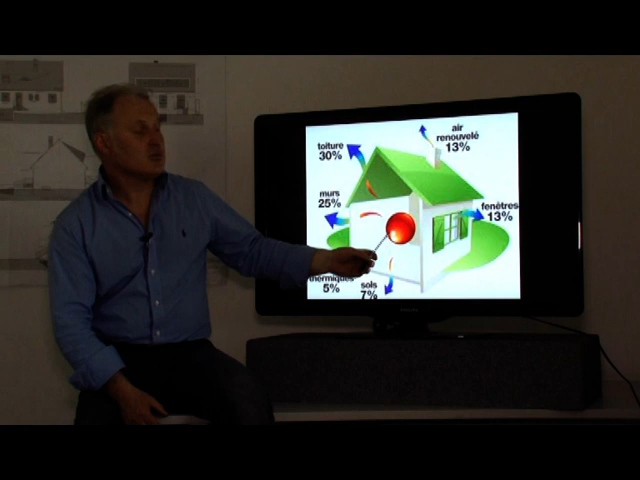 air
renouvelé
13%
toiture
30%
murs
25%
fenêtres
13%
thermiques
5%
sols
7%